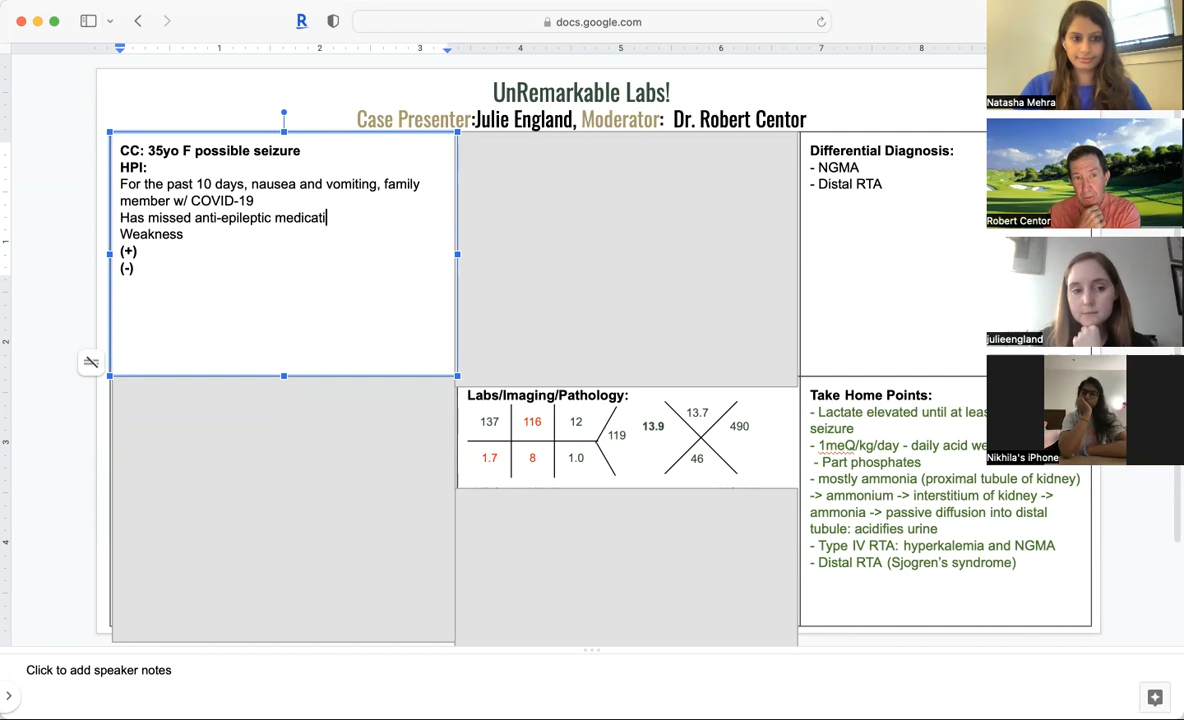 docs.google.com
1 2 3 4 5 6 7 8
UnRemarkable Labs!
Case Presenter:Julie England, Moderator: Dr. Robert Centor
CC: 35yo F possible seizure
HPI:
For the past 10 days, nausea and vomiting, family
member w/ COVID-19
Has missed anti-epileptic medicati
Weakness
(+)
(-)
Differential Diagnosis:
- NGMA
- Distal RTA
Labs/Imaging/Pathology:
137 116 12
119
1.7 8 1.0
13.9 13.7 490
46
Take Home Points:
- Lactate elevated until at leas
seizure
- 1meQ/kg/day - daily acid we
- Part phosphates
- mostly ammonia (proximal tubule of kidney)
-> ammonium -> interstitium of kidney ->
ammonia -> passive diffusion into distal
tubule: acidifies urine
- Type IV RTA: hyperkalemia and NGMA
- Distal RTA (Sjogren's syndrome)
Natasha Mehra
Robert Centor
julieengland
Nikhila's iPhone
1
2
3
4
Click to add speaker notes